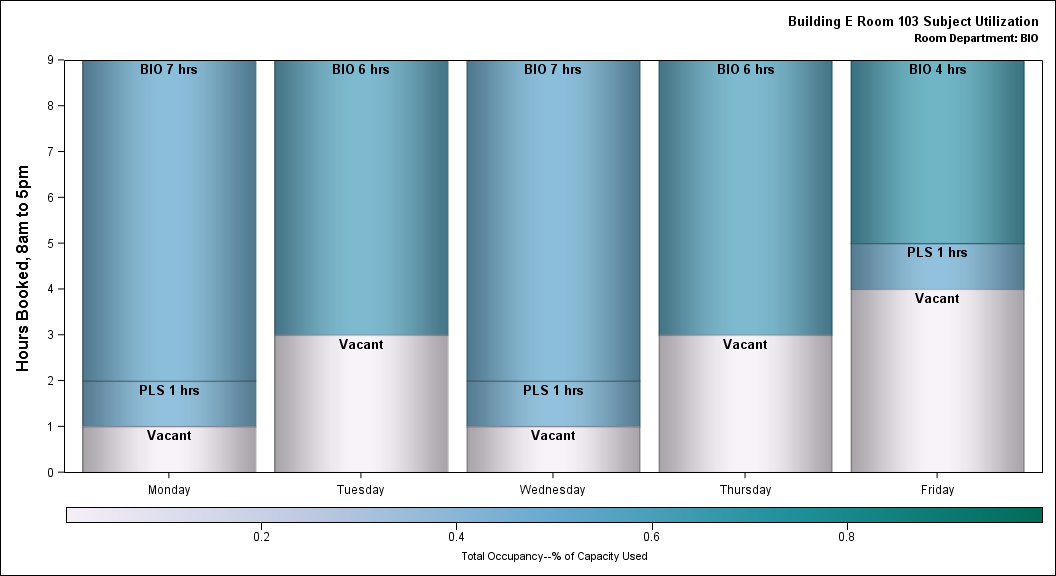 Building E Room 103 Subject Utilization
Room Department: BIO
Hours Booked, 8am to 5pm
9
8
7
6
5
4
3
2
1
0
BIO 7 hrs
PLS 1 hrs
Vacant
BIO 6 hrs
Vacant
BIO 7 hrs
PLS 1 hrs
Vacant
BIO 6 hrs
Vacant
BIO 4 hrs
PLS 1 hrs
Vacant
Monday Tuesday Wednesday Thursday Friday
0.2 0.4 0.6 0.8
Total Occupancy--% of Capacity Used